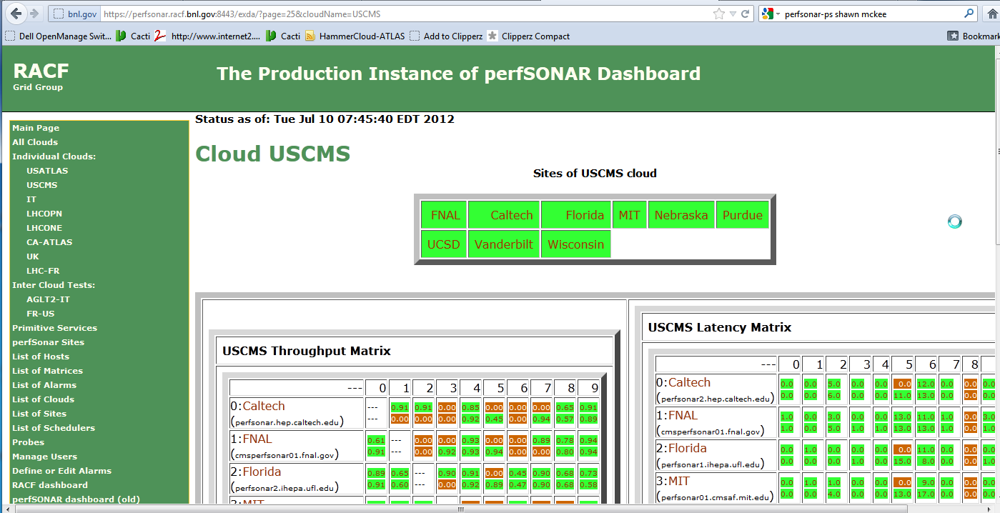 bnl.gov https://perfsonar.racf.bnl.gov:8443/exda/?page=25&cloudName=USCMS perfsonar-ps shawn mckee
Dell OpenManage Swit... Cacti http://www.internet2.... Cacti HammerCloud-ATLAS Add to Clipperz Clipperz Compact Bookmark
RACF
Grid Group
The Production Instance of perfSONAR Dashboard
Status as of: Tue Jul 10 07:45:40 EDT 2012
Main Page
All Clouds
Individual Clouds:
USATLAS
USCMS
IT
LHCOPN
LHCONE
CA-ATLAS
UK
LHC-FR
Inter Cloud Tests:
AGLT2-IT
FR-US
Primitive Services
perfSonar Sites
List of Hosts
List of Matrices
List of Alarms
List of Clouds
List of Sites
List of Schedulers
Probes
Manage Users
Define or Edit Alarms
RACF dashboard
perfSONAR dashboard (old)
Cloud USCMS
Sites of USCMS cloud
FNAL Caltech Florida MIT Nebraska Purdue
UCSD Vanderbilt Wisconsin
USCMS Throughput Matrix
--- 0 1 2 3 4 5 6 7 8 9
0:Caltech --- 0.91 0.91 0.00 0.85 0.00 0.00 0.00 0.65 0.91
(perfsonar.hep.caltech.edu) --- 0.00 0.00 0.00 0.92 0.45 0.00 0.94 0.57 0.89
1:FNAL 0.61 --- 0.00 0.00 0.93 0.00 0.00 0.89 0.78 0.94
(cmsperfsonar01.fnal.gov) 0.91 --- 0.00 0.92 0.93 0.94 0.00 0.00 0.80 0.94
2:Florida 0.89 0.65 --- 0.90 0.91 0.00 0.45 0.90 0.68 0.73
(perfsonar2.ihepa.ufl.edu) 0.91 0.60 --- 0.00 0.92 0.89 0.47 0.90 0.68 0.58
3:MIT
USCMS Latency Matrix
--- 0 1 2 3 4 5 6 7 8
0:Caltech 0.0 0.0 5.0 0.0 0.0 0.0 12.0 0.0 0.0 0.0
(perfsonar2.hep.caltech.edu) 0.0 0.0 6.0 0.0 0.0 11.0 13.0 0.0 0.0 0.0
1:FNAL 1.0 0.0 3.0 0.0 0.0 13.0 11.0 1.0 0.0 3.0
(cmsperfsonar01.fnal.gov) 1.0 0.0 5.0 1.0 0.0 13.0 13.0 1.0 0.0 1.0
2:Florida 0.0 1.0 0.0 0.0 0.0 0.0 11.0 0.0 0.0 0.0
(perfsonar1.ihepa.ufl.edu) 0.0 0.0 0.0 1.0 0.0 15.0 8.0 0.0 0.0 1.0
3:MIT 0.0 1.0 1.0 0.0 0.0 0.0 9.0 0.0 0.0 0.0
(perfsonar01.cmsaf.mit.edu) 0.0 0.0 4.0 0.0 0.0 13.0 17.0 0.0 0.0 0.0